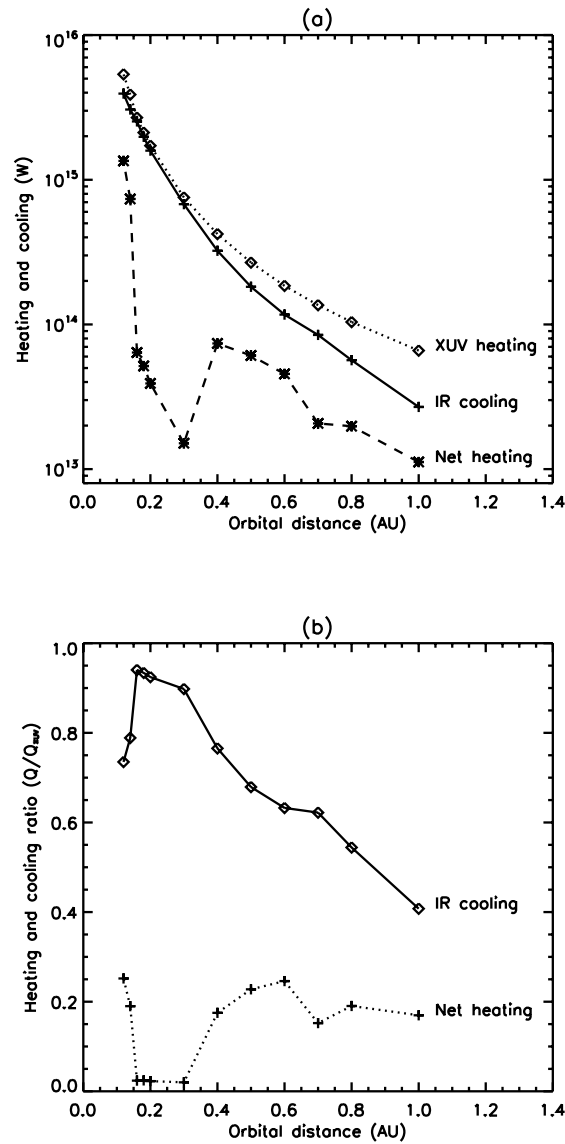 (a)
10^16
10^15
10^14
10^13
Heating and cooling (W)
XUV heating
IR cooling
Net heating
0.0 0.2 0.4 0.6 0.8 1.0 1.2 1.4
Orbital distance (AU)
(b)
1.0
0.8
0.6
0.4
0.2
0.0
Heating and cooling ratio (Q/Q_XUV)
IR cooling
Net heating
0.0 0.2 0.4 0.6 0.8 1.0 1.2 1.4
Orbital distance (AU)